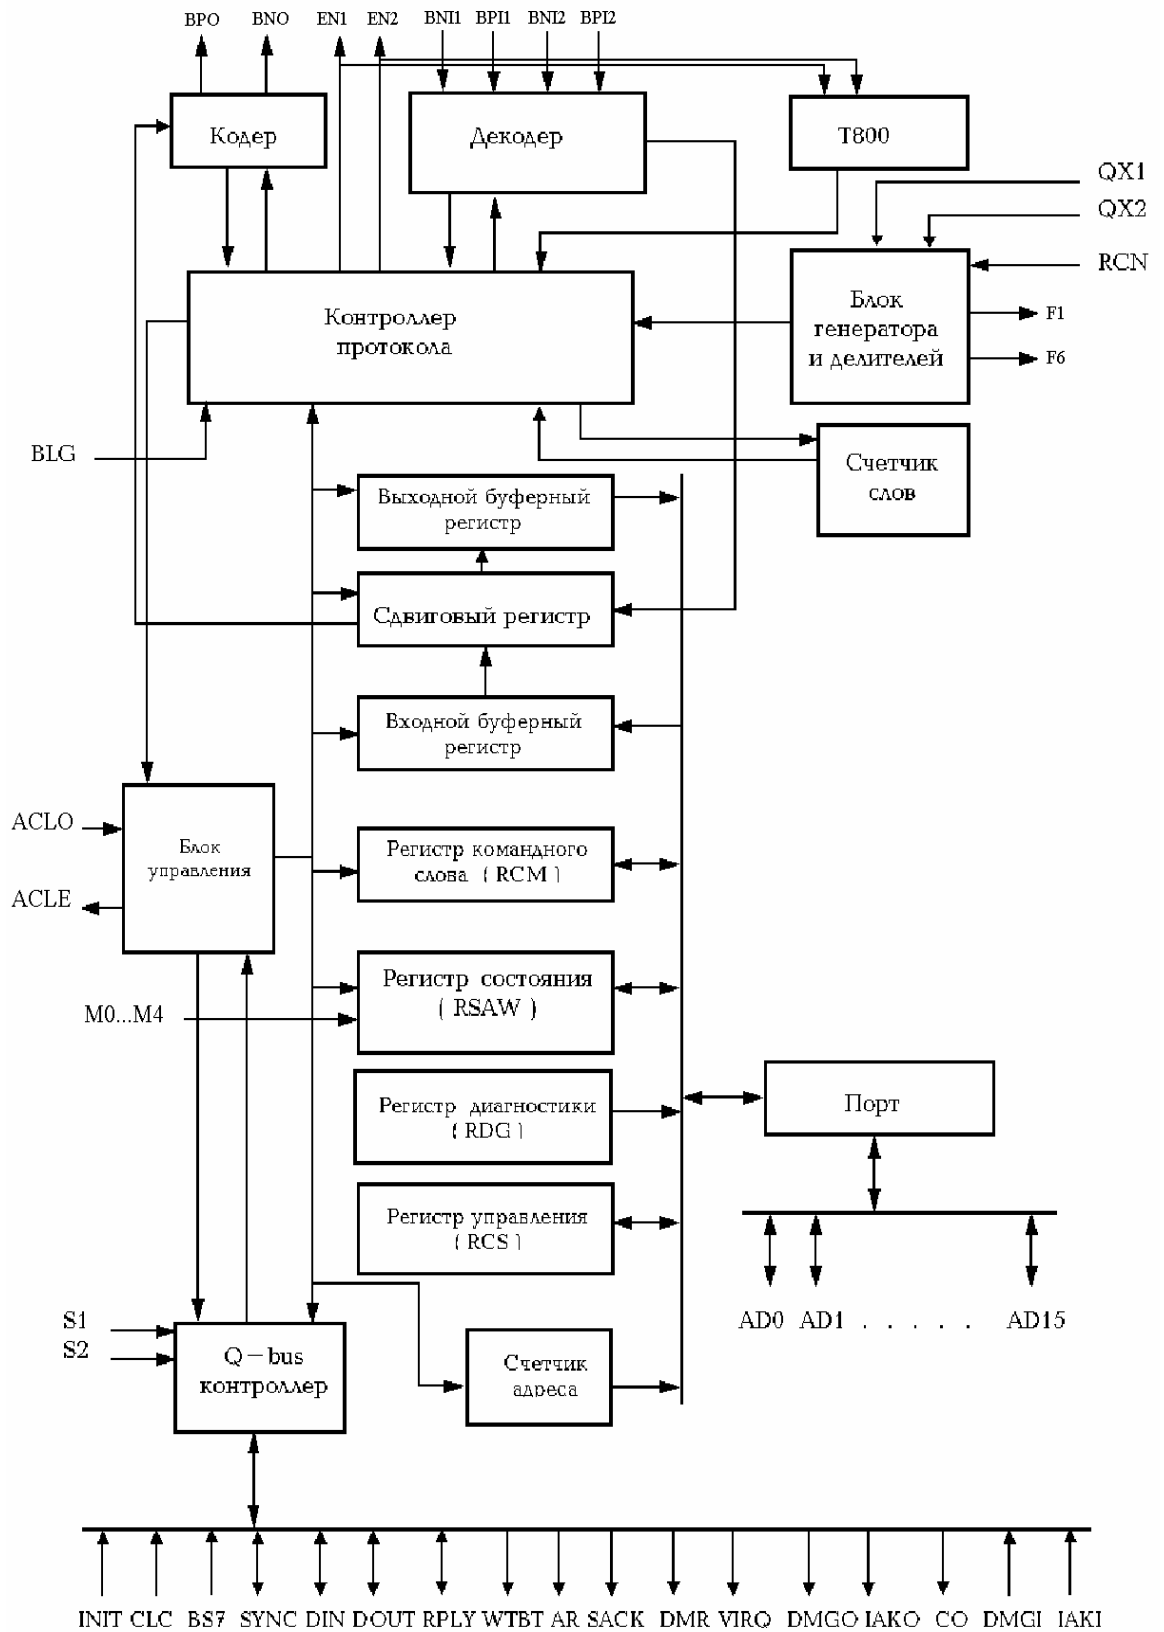 BPO BNO EN1 EN2 BNI1 BPI1 BNI2 BPI2
Кодер
Декодер
T800
QX1
QX2
RCN
Контроллер
протокола
Блок
генератора
и делителей
F1
F6
BLG
Счетчик
слов
Выходной буферный
регистр
Сдвиговый регистр
Входной буферный
регистр
ACLO
ACLE
Блок
управления
Регистр командного
слова ( RCM )
Регистр состояния
( RSAW )
M0...M4
Регистр диагностики
( RDG )
Порт
Регистр управления
( RCS )
AD0 AD1 . . . . . AD15
S1
S2
Q-bus
контроллер
Счетчик
адреса
INIT CLC BS7 SYNC DIN DOUT RPLY WTBT AR SACK DMR VIRQ DMGO IAKO CO DMGI IAKI